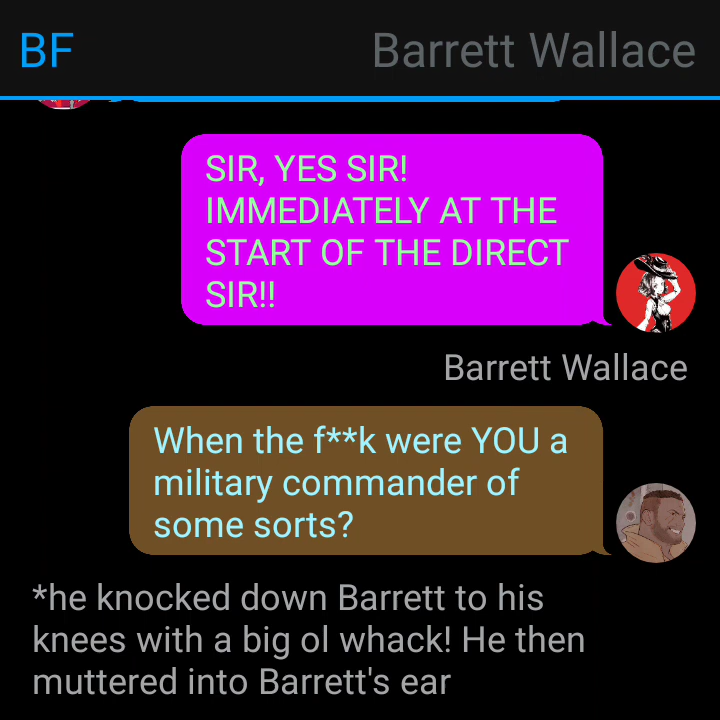 BF
Barrett Wallace
SIR, YES SIR!
IMMEDIATELY AT THE
START OF THE DIRECT
SIR!!
Barrett Wallace
When the f**k were YOU a
military commander of
some sorts?
*he knocked down Barrett to his
knees with a big ol whack! He then
muttered into Barrett's ear